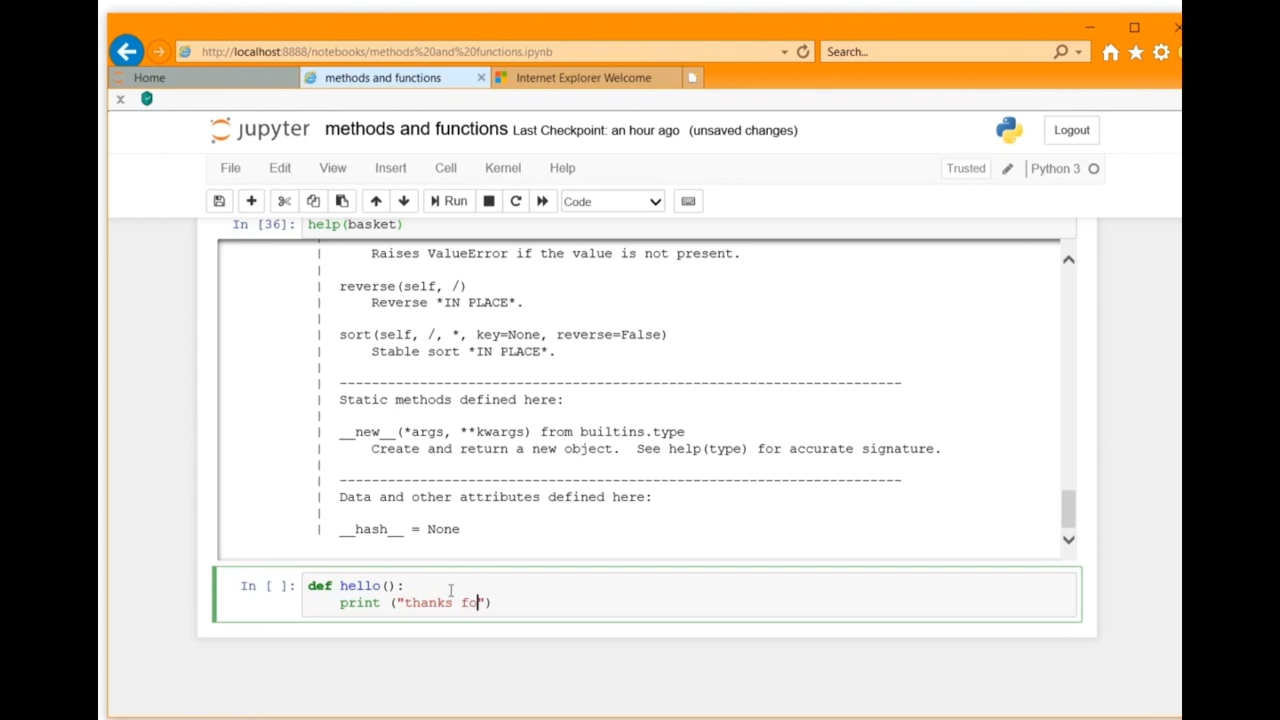 http://localhost:8888/notebooks/methods%20and%20functions.ipynb
Search...
Home
methods and functions
Internet Explorer Welcome
x
jupyter methods and functions Last Checkpoint: an hour ago (unsaved changes)
Logout
File Edit View Insert Cell Kernel Help
Trusted
Python 3
Run
Code
In [36]: help(basket)
| Raises ValueError if the value is not present.
|
| reverse(self, /)
| Reverse *IN PLACE*.
|
| sort(self, /, *, key=None, reverse=False)
| Stable sort *IN PLACE*.
|
| ----------------------------------------------------------------------
| Static methods defined here:
|
| __new__(*args, **kwargs) from builtins.type
| Create and return a new object.  See help(type) for accurate signature.
|
| ----------------------------------------------------------------------
| Data and other attributes defined here:
|
| __hash__ = None
In [ ]: def hello():
print ("thanks fo")